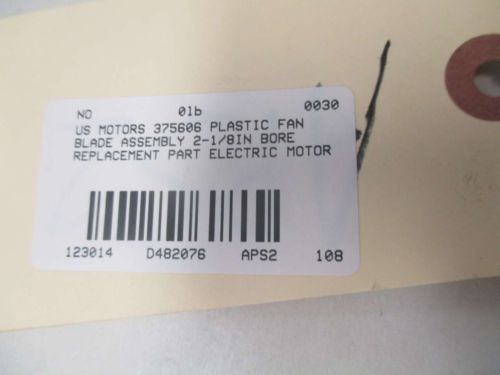 NO 01b 0030
US MOTORS 375606 PLASTIC FAN
BLADE ASSEMBLY 2-1/8IN BORE
REPLACEMENT PART ELECTRIC MOTOR
123014 D482076 APS2 108